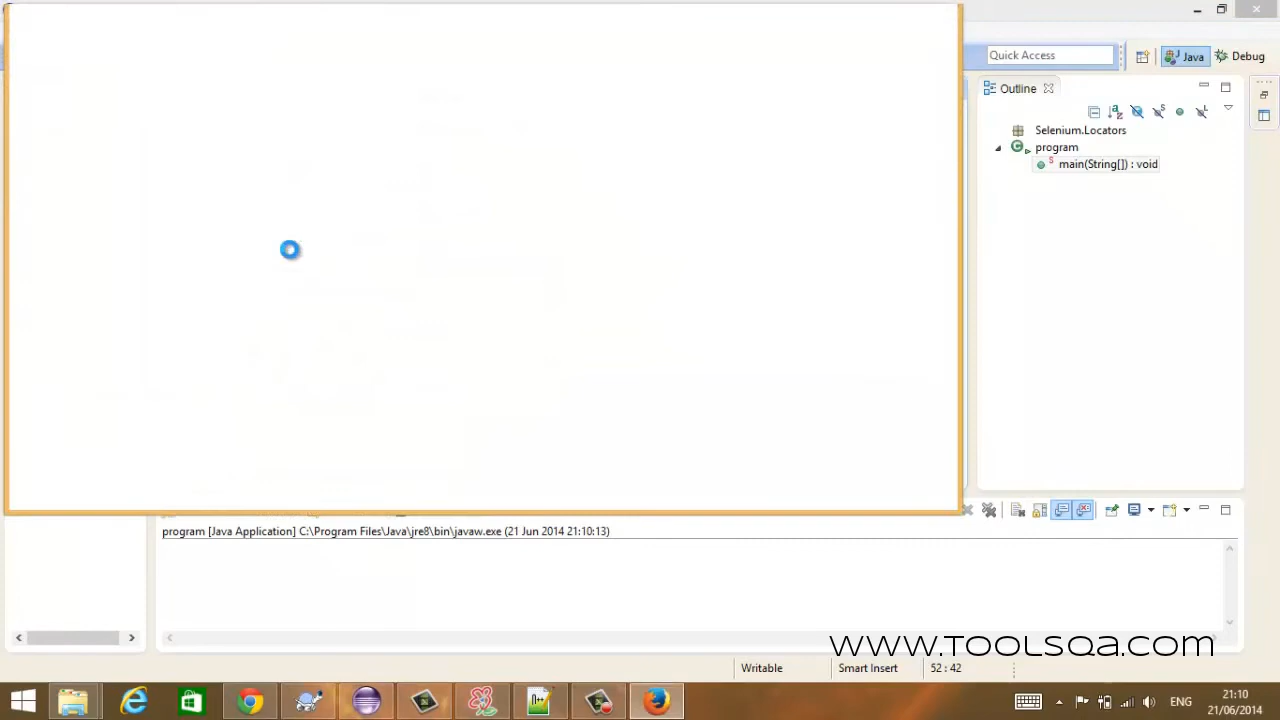 Quick Access
Java
Debug
Outline
Selenium.Locators
program
main(String[]) : void
program [Java Application] C:\Program Files\Java\jre8\bin\javaw.exe (21 Jun 2014 21:10:13)
www.TOOLSQA.com
Writable
Smart Insert
52 : 42
ENG
21:10
21/06/2014